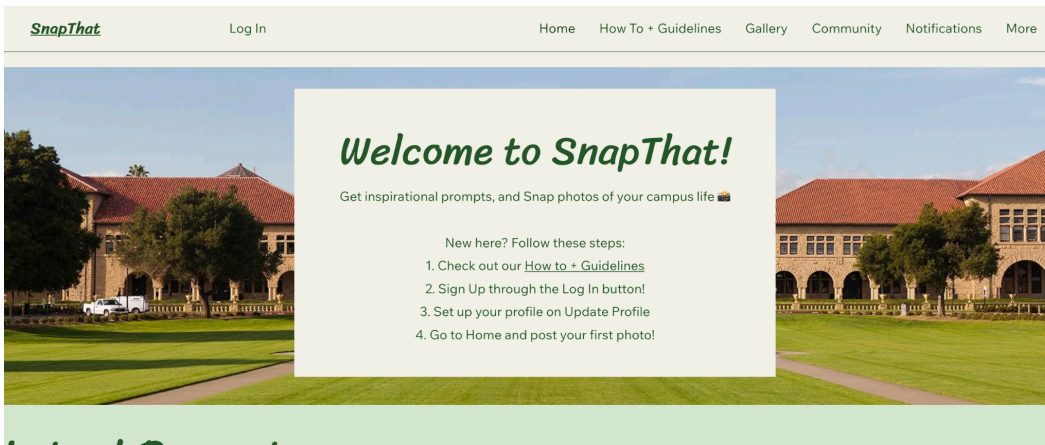 SnapThat
Log In
Home How To + Guidelines Gallery Community Notifications More
Welcome to SnapThat!
Get inspirational prompts, and Snap photos of your campus life 📸
New here? Follow these steps:
1. Check out our How to + Guidelines
2. Sign Up through the Log In button!
3. Set up your profile on Update Profile
4. Go to Home and post your first photo!